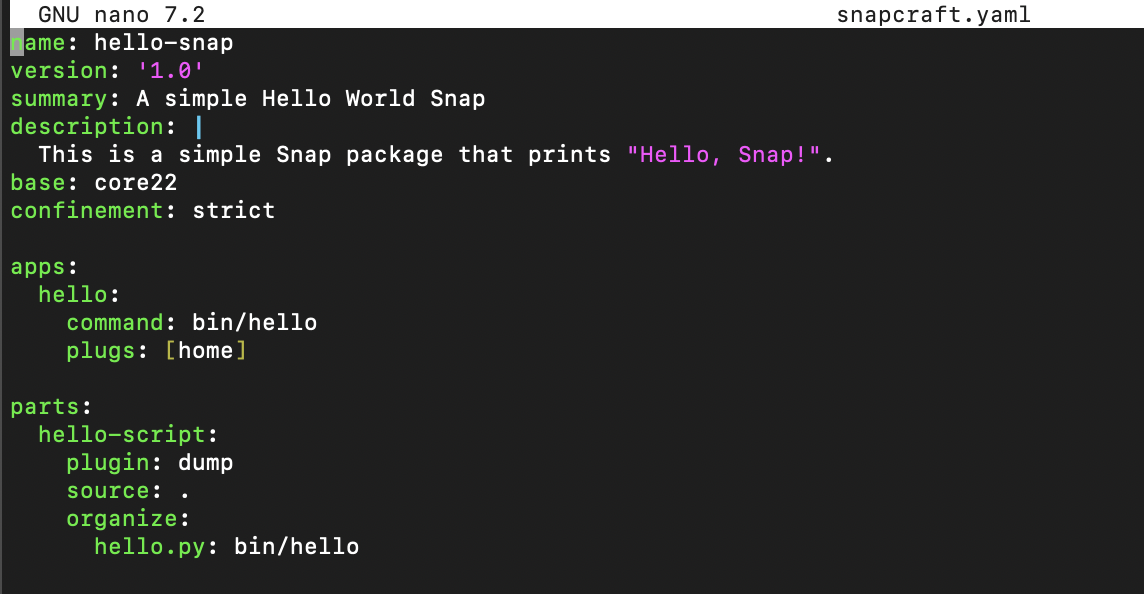 GNU nano 7.2 snapcraft.yaml
name: hello-snap
version: '1.0'
summary: A simple Hello World Snap
description: |
  This is a simple Snap package that prints "Hello, Snap!".
base: core22
confinement: strict

apps:
  hello:
    command: bin/hello
    plugs: [home]

parts:
  hello-script:
    plugin: dump
    source: .
    organize:
      hello.py: bin/hello